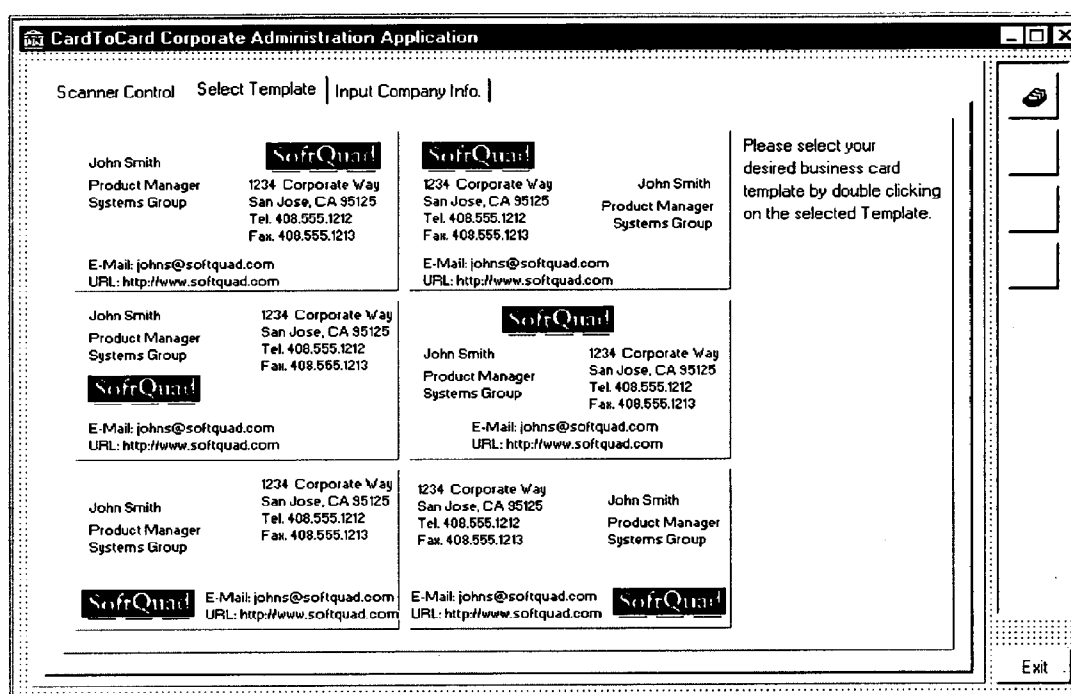 CardToCard Corporate Administration Application
Scanner Control
Select Template
Input Company Info.
John Smith
Product Manager
Systems Group
SoftQuad
1234 Corporate Way
San Jose, CA 95125
Tel. 408.555.1212
Fax. 408.555.1213
E-Mail: johns@softquad.com
URL: http://www.softquad.com
SoftQuad
1234 Corporate Way
San Jose, CA 95125
Tel. 408.555.1212
Fax. 408.555.1213
John Smith
Product Manager
Systems Group
E-Mail: johns@softquad.com
URL: http://www.softquad.com
Please select your
desired business card
template by double clicking
on the selected Template.
John Smith
Product Manager
Systems Group
1234 Corporate Way
San Jose, CA 95125
Tel. 408.555.1212
Fax. 408.555.1213
SoftQuad
E-Mail: johns@softquad.com
URL: http://www.softquad.com
SoftQuad
John Smith
Product Manager
Systems Group
1234 Corporate Way
San Jose, CA 95125
Tel. 408.555.1212
Fax. 408.555.1213
E-Mail: johns@softquad.com
URL: http://www.softquad.com
John Smith
Product Manager
Systems Group
1234 Corporate Way
San Jose, CA 95125
Tel. 408.555.1212
Fax. 408.555.1213
SoftQuad
E-Mail: johns@softquad.com
URL: http://www.softquad.com
1234 Corporate Way
San Jose, CA 95125
Tel. 408.555.1212
Fax. 408.555.1213
John Smith
Product Manager
Systems Group
E-Mail: johns@softquad.com
URL: http://www.softquad.com
SoftQuad
Exit